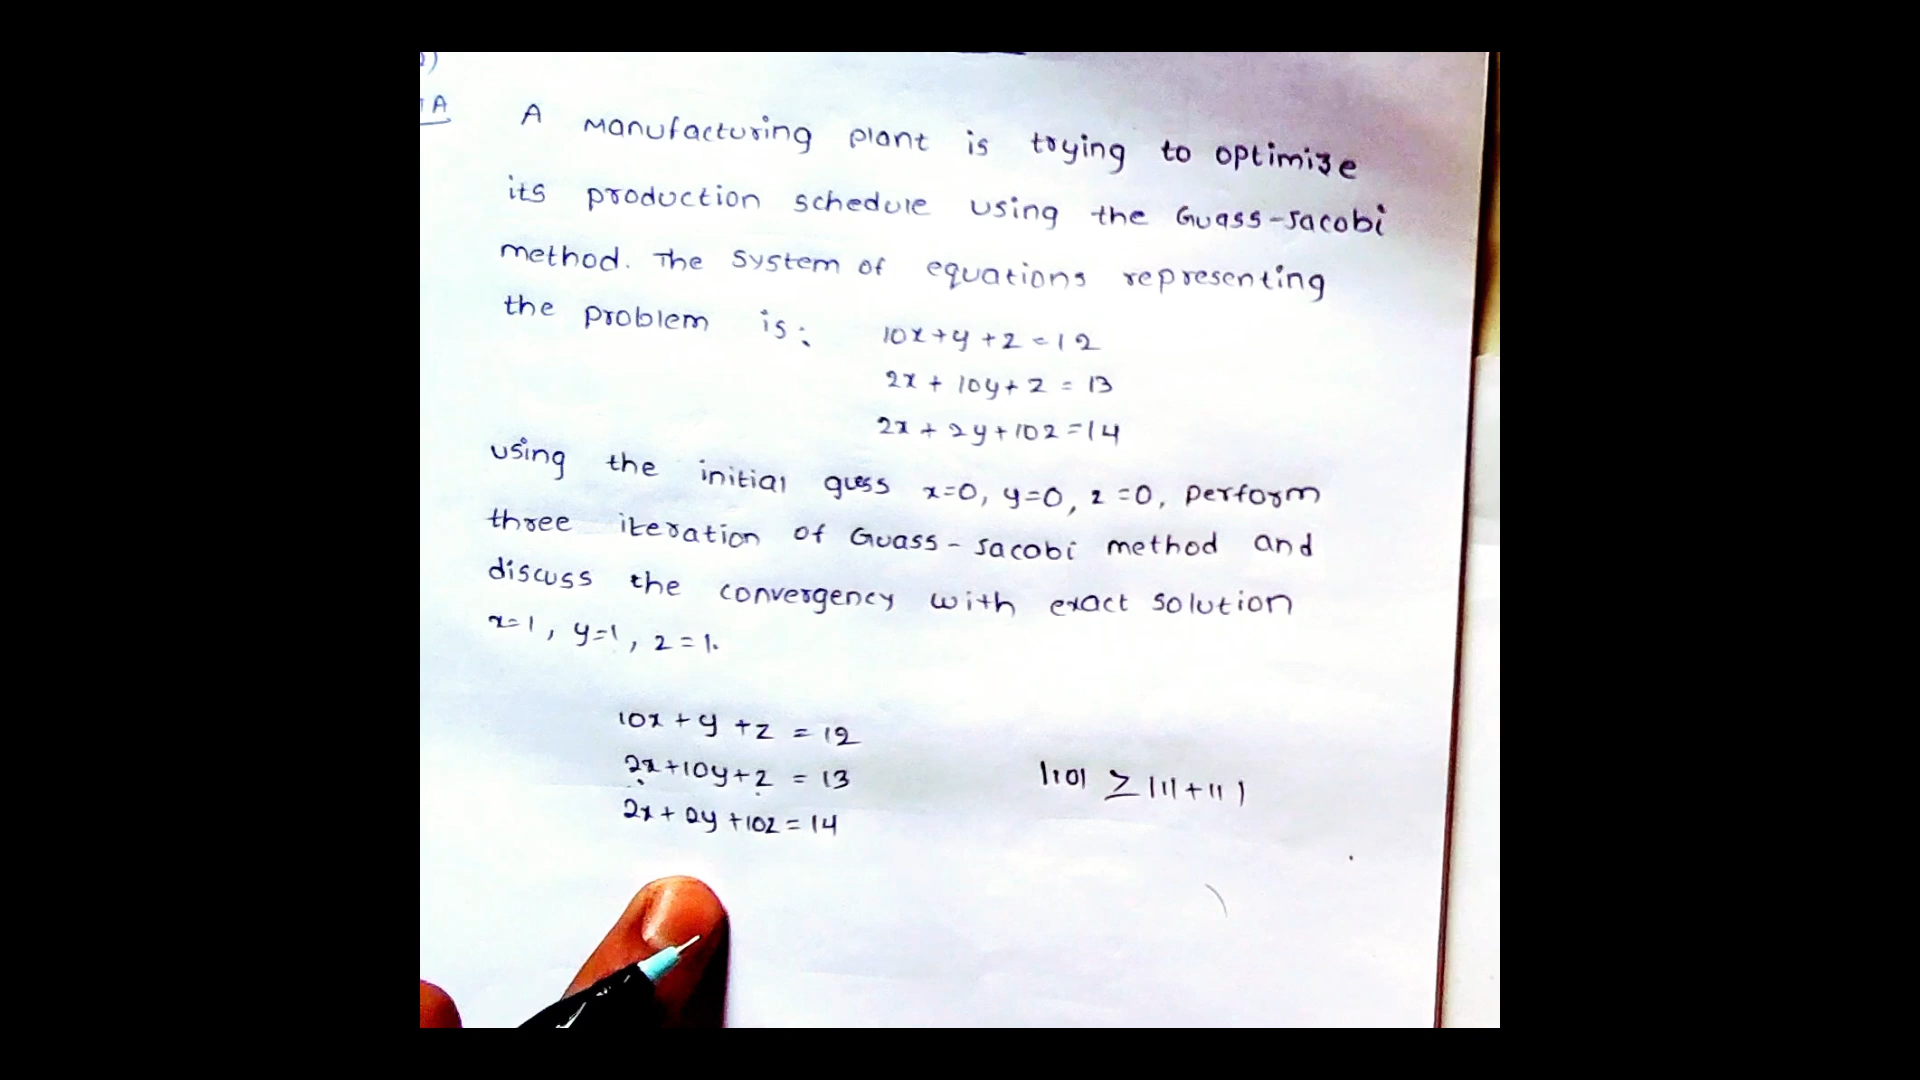 A
A Manufacturing plant is trying to optimize
its production schedule using the Guass-Jacobi
method. The system of equations representing
the problem is:
10x+y+z=12
2x + 10y+z = 13
2x + 2y+10z=14
using the initial guess x=0, y=0, z=0, perform
three iteration of Guass-Jacobi method and
discuss the convergency with exact solution
x=1, y=1, z=1.
10x+y+z = 12
2x+10y+z = 13
2x+2y+10z=14
|10| ≥ |1|+|1|